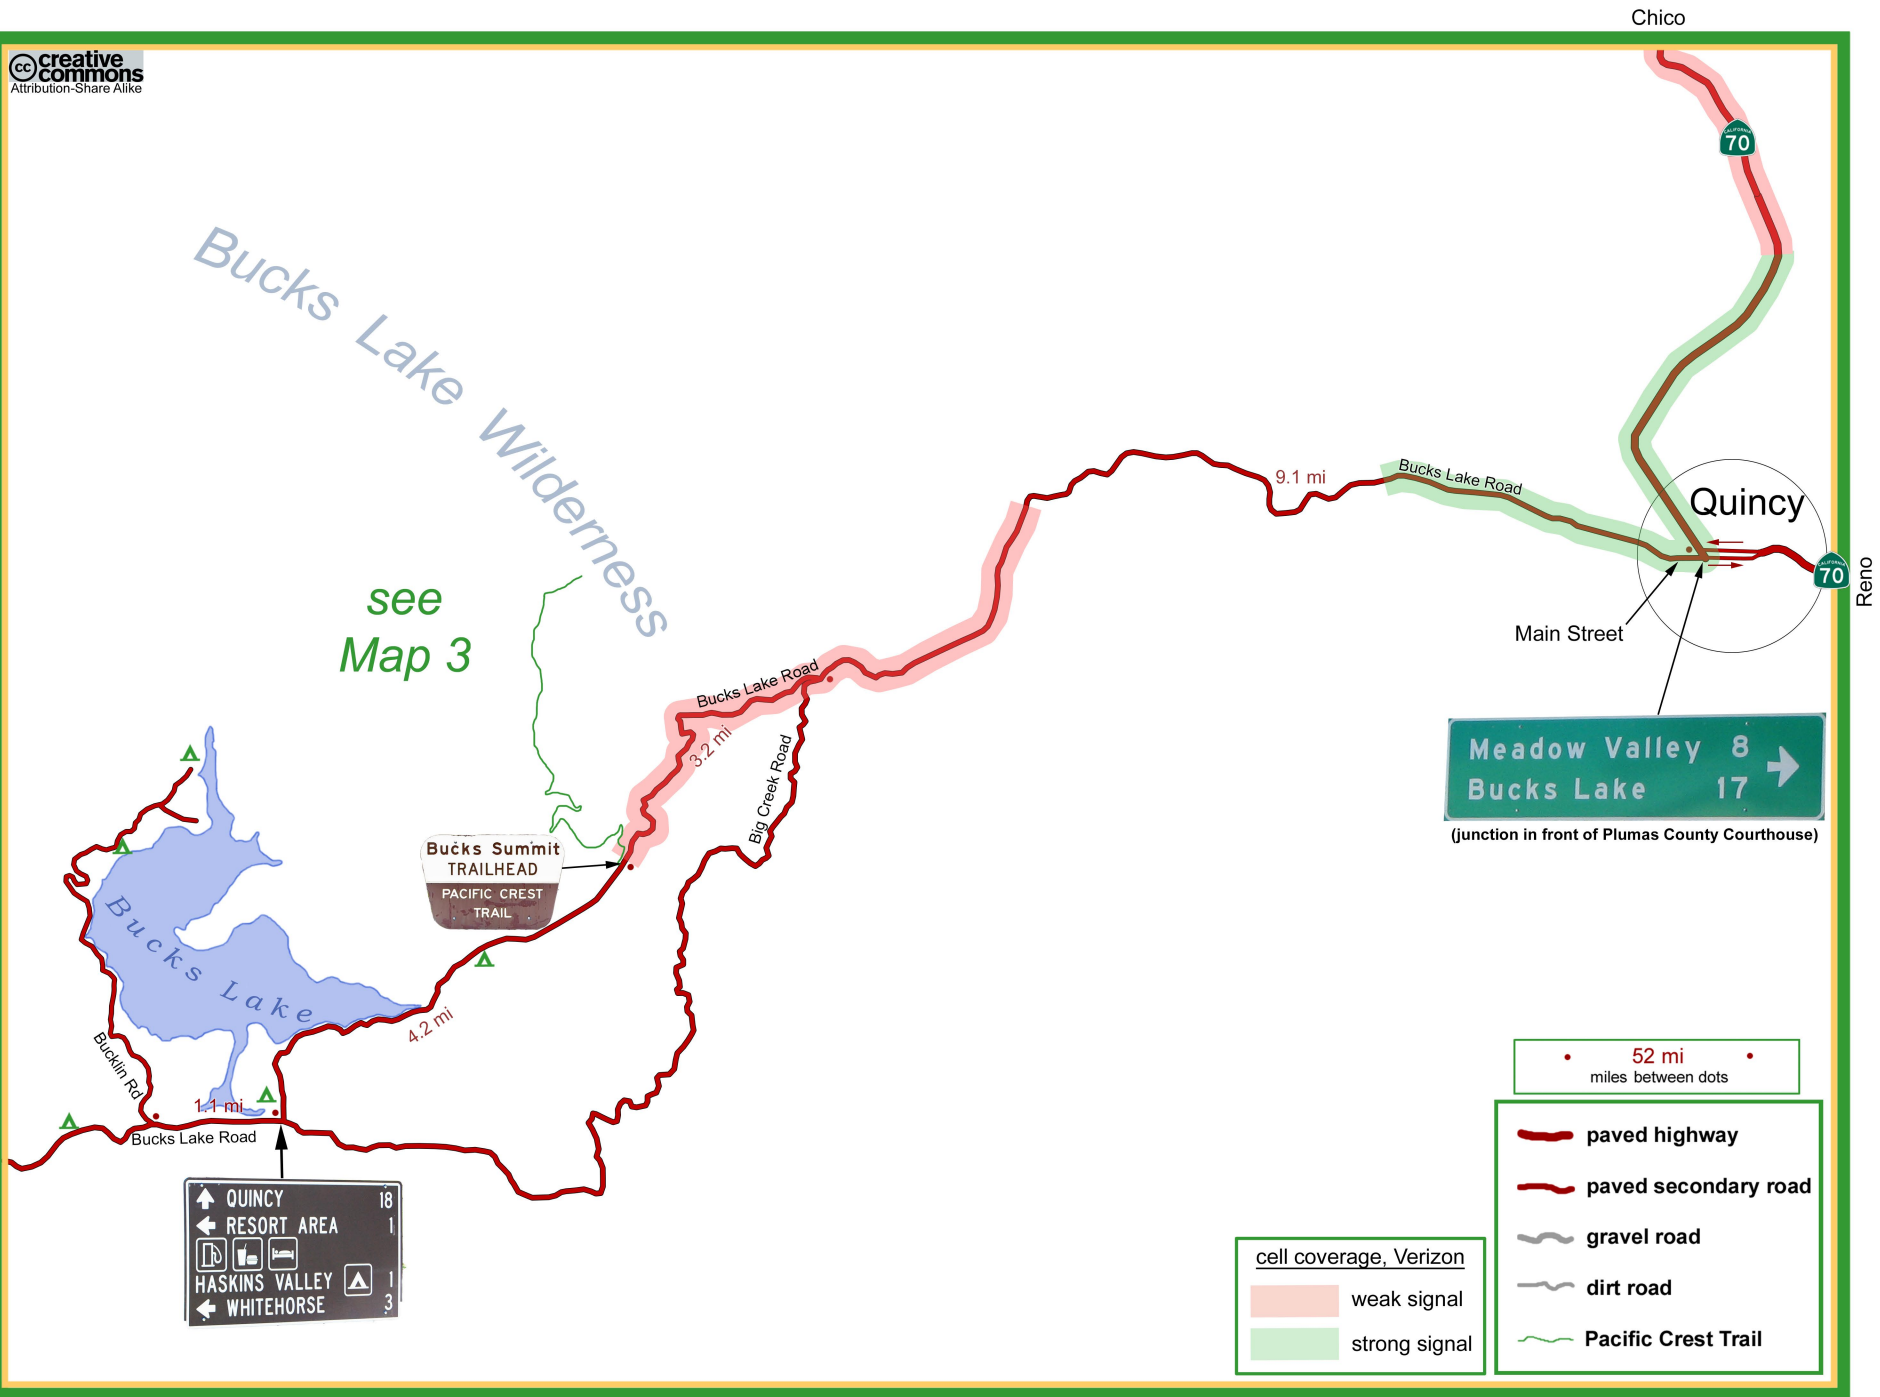 Chico
cc creative
commons
Attribution-Share Alike
CALIFORNIA
70
Bucks Lake Wilderness
9.1 mi
Bucks Lake Road
Quincy
CALIFORNIA
70
Reno
see
Map 3
Main Street
Bucks Lake Road
3.2 mi
Big Creek Road
Meadow Valley 8
Bucks Lake 17
(junction in front of Plumas County Courthouse)
Bucks Summit
TRAILHEAD
PACIFIC CREST
TRAIL
Bucks Lake
4.2 mi
Bucklin Rd
1.1 mi
Bucks Lake Road
52 mi
miles between dots
QUINCY 18
RESORT AREA 1
HASKINS VALLEY 1
WHITEHORSE 3
cell coverage, Verizon
weak signal
strong signal
paved highway
paved secondary road
gravel road
dirt road
Pacific Crest Trail